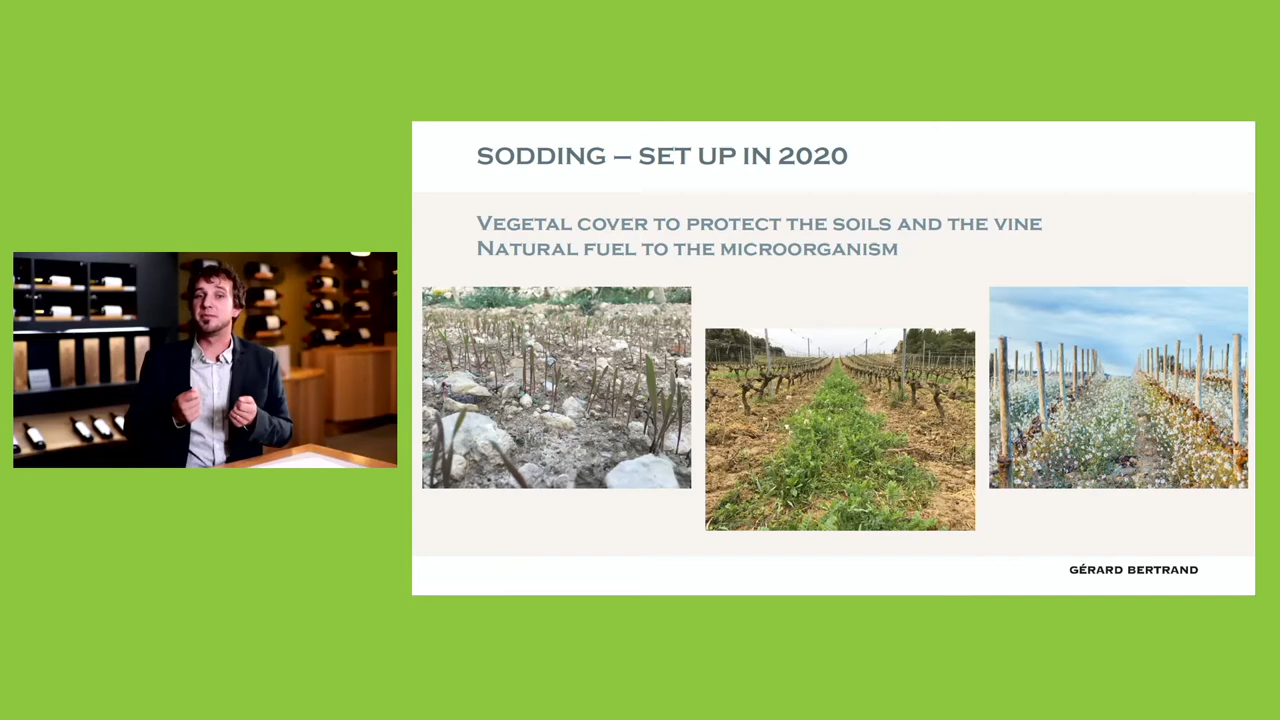 SODDING – SET UP IN 2020
VEGETAL COVER TO PROTECT THE SOILS AND THE VINE
NATURAL FUEL TO THE MICROORGANISM
GÉRARD BERTRAND